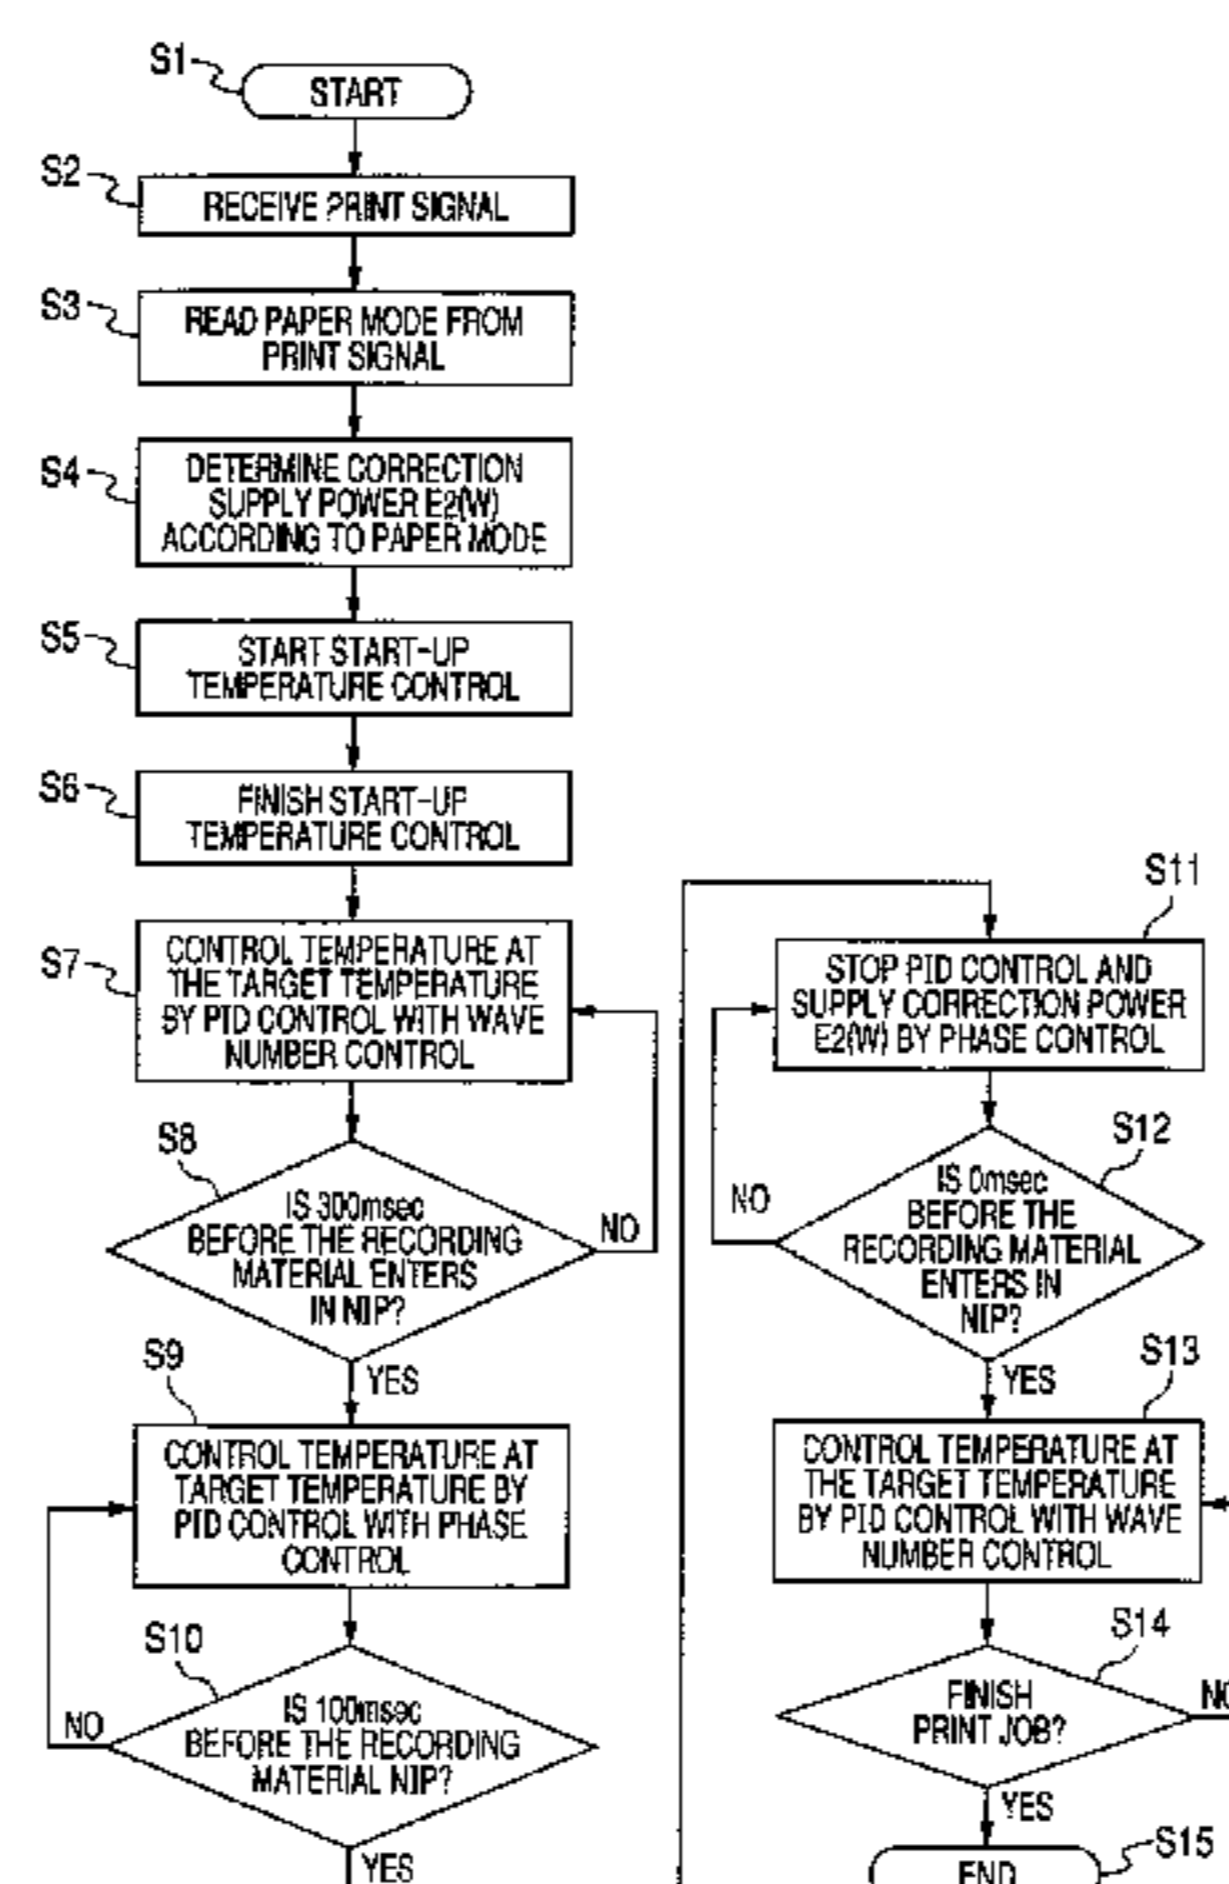 S1
START
S2
RECEIVE PRINT SIGNAL
S3
READ PAPER MODE FROM
PRINT SIGNAL
S4
DETERMINE CORRECTION
SUPPLY POWER E2(W)
ACCORDING TO PAPER MODE
S5
START START-UP
TEMPERATURE CONTROL
S6
FINISH START-UP
TEMPERATURE CONTROL
S7
CONTROL TEMPERATURE AT
THE TARGET TEMPERATURE
BY PID CONTROL WITH WAVE
NUMBER CONTROL
S8
IS 300msec
BEFORE THE RECORDING
MATERIAL ENTERS
IN NIP?
NO
YES
S9
CONTROL TEMPERATURE AT
TARGET TEMPERATURE BY
PID CONTROL WITH PHASE
CONTROL
S10
IS 100msec
BEFORE THE RECORDING
MATERIAL NIP?
NO
YES
S11
STOP PID CONTROL AND
SUPPLY CORRECTION POWER
E2(W) BY PHASE CONTROL
S12
IS 0msec
BEFORE THE
RECORDING MATERIAL
ENTERS IN
NIP?
NO
YES
S13
CONTROL TEMPERATURE AT
THE TARGET TEMPERATURE
BY PID CONTROL WITH WAVE
NUMBER CONTROL
S14
FINISH
PRINT JOB?
NO
YES
S15
END